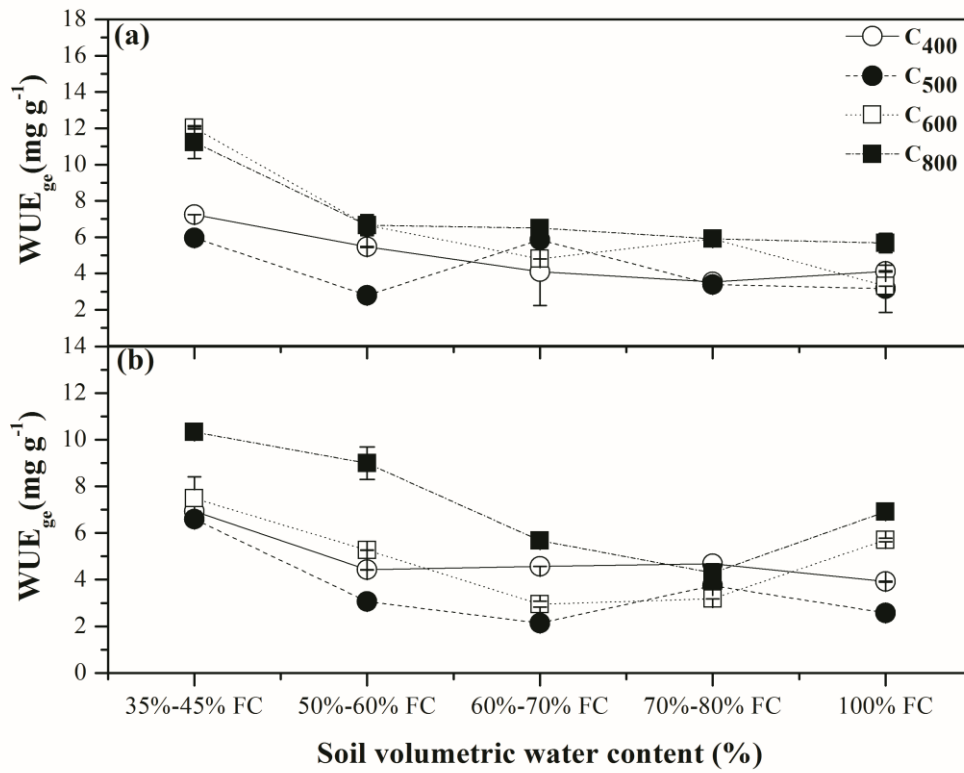 (a)
C400
C500
C600
C800
18
16
14
12
10
8
6
4
2
WUEge(mg g-1)
14
(b)
12
10
8
6
4
2
0
WUEge(mg g-1)
35%-45% FC 50%-60% FC 60%-70% FC 70%-80% FC 100% FC
Soil volumetric water content (%)